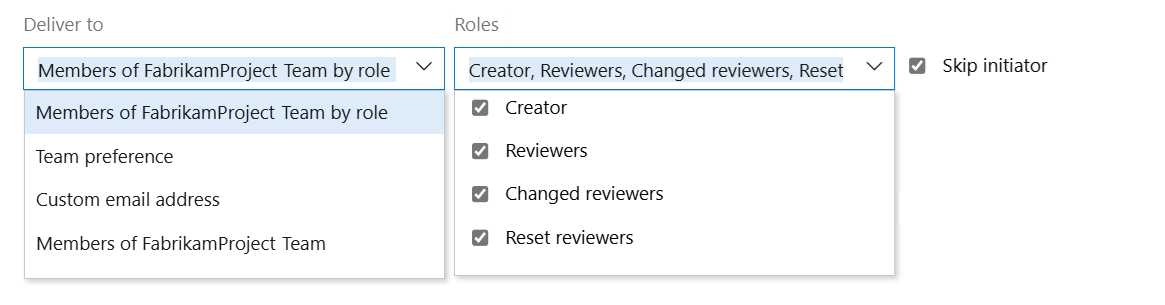 Deliver to
Roles
Members of FabrikamProject Team by role
Creator, Reviewers, Changed reviewers, Reset
Skip initiator
Members of FabrikamProject Team by role
Team preference
Custom email address
Members of FabrikamProject Team
Creator
Reviewers
Changed reviewers
Reset reviewers